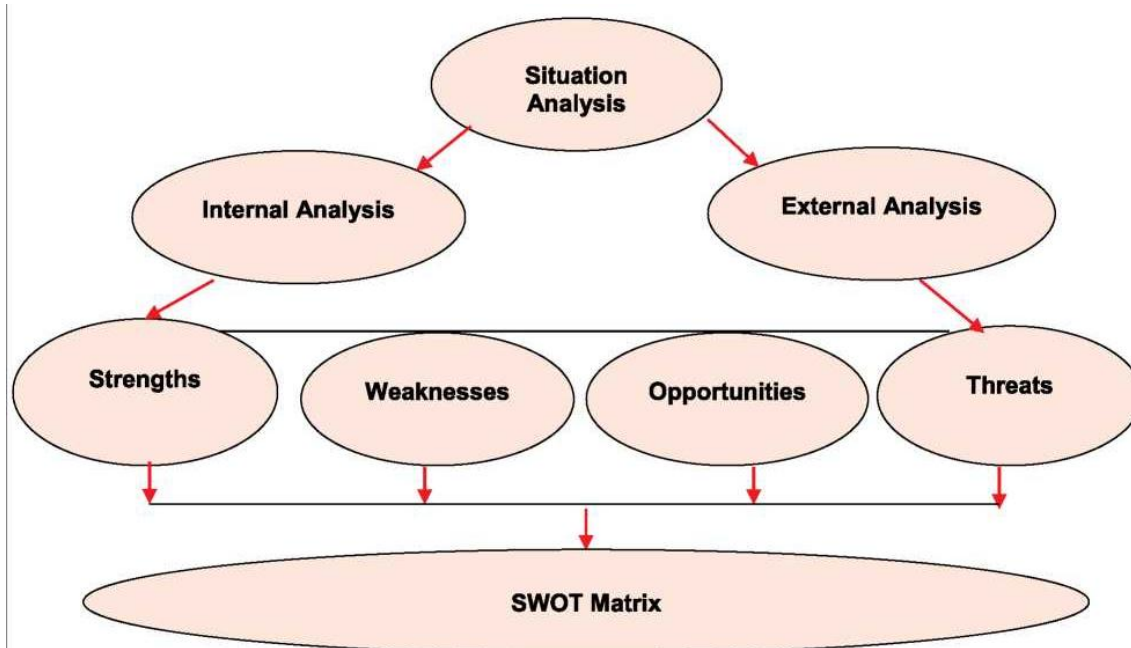 Situation
Analysis
Internal Analysis
External Analysis
Strengths
Weaknesses
Opportunities
Threats
SWOT Matrix